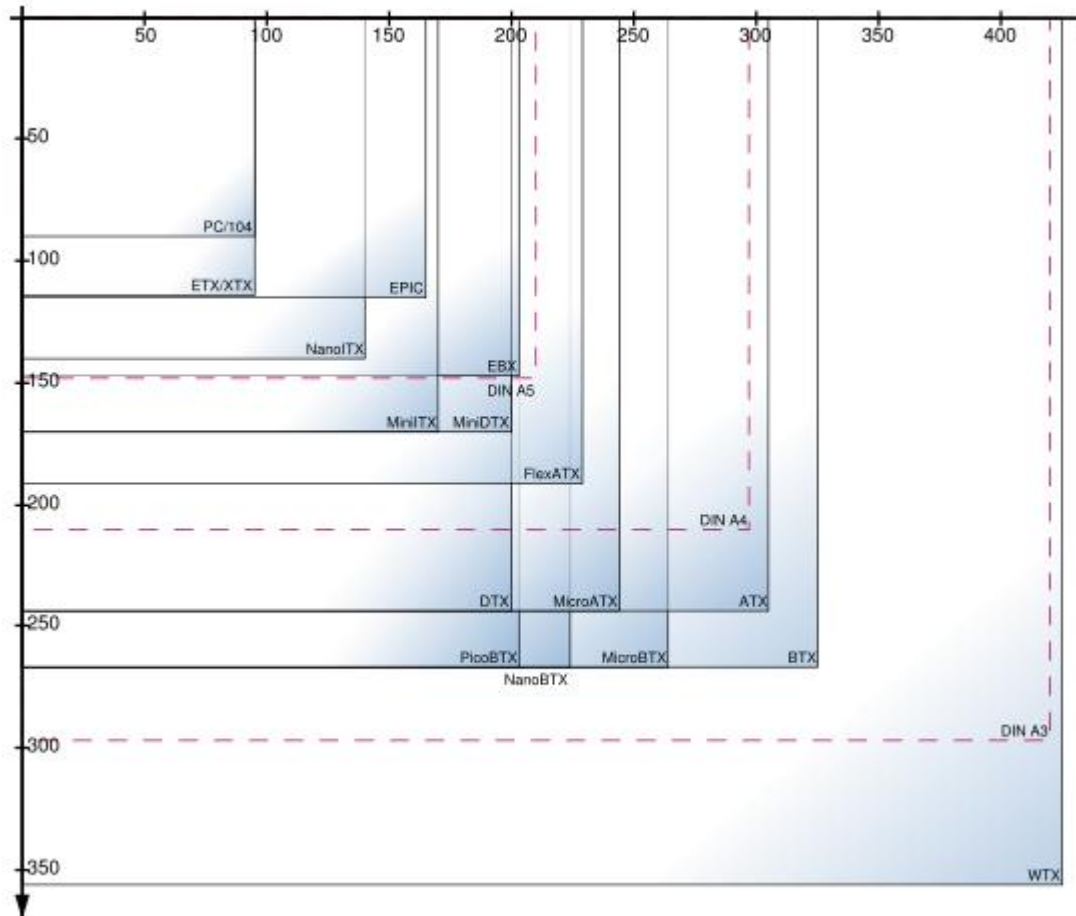 50 100 150 200 250 300 350 400
50
PC/104
100
ETX/XTX EPIC
NanoITX
EBX
150
DIN A5
MiniITX MiniDTX
FlexATX
200
DIN A4
DTX MicroATX ATX
250
PicoBTX MicroBTX BTX
NanoBTX
DIN A3
300
350
WTX